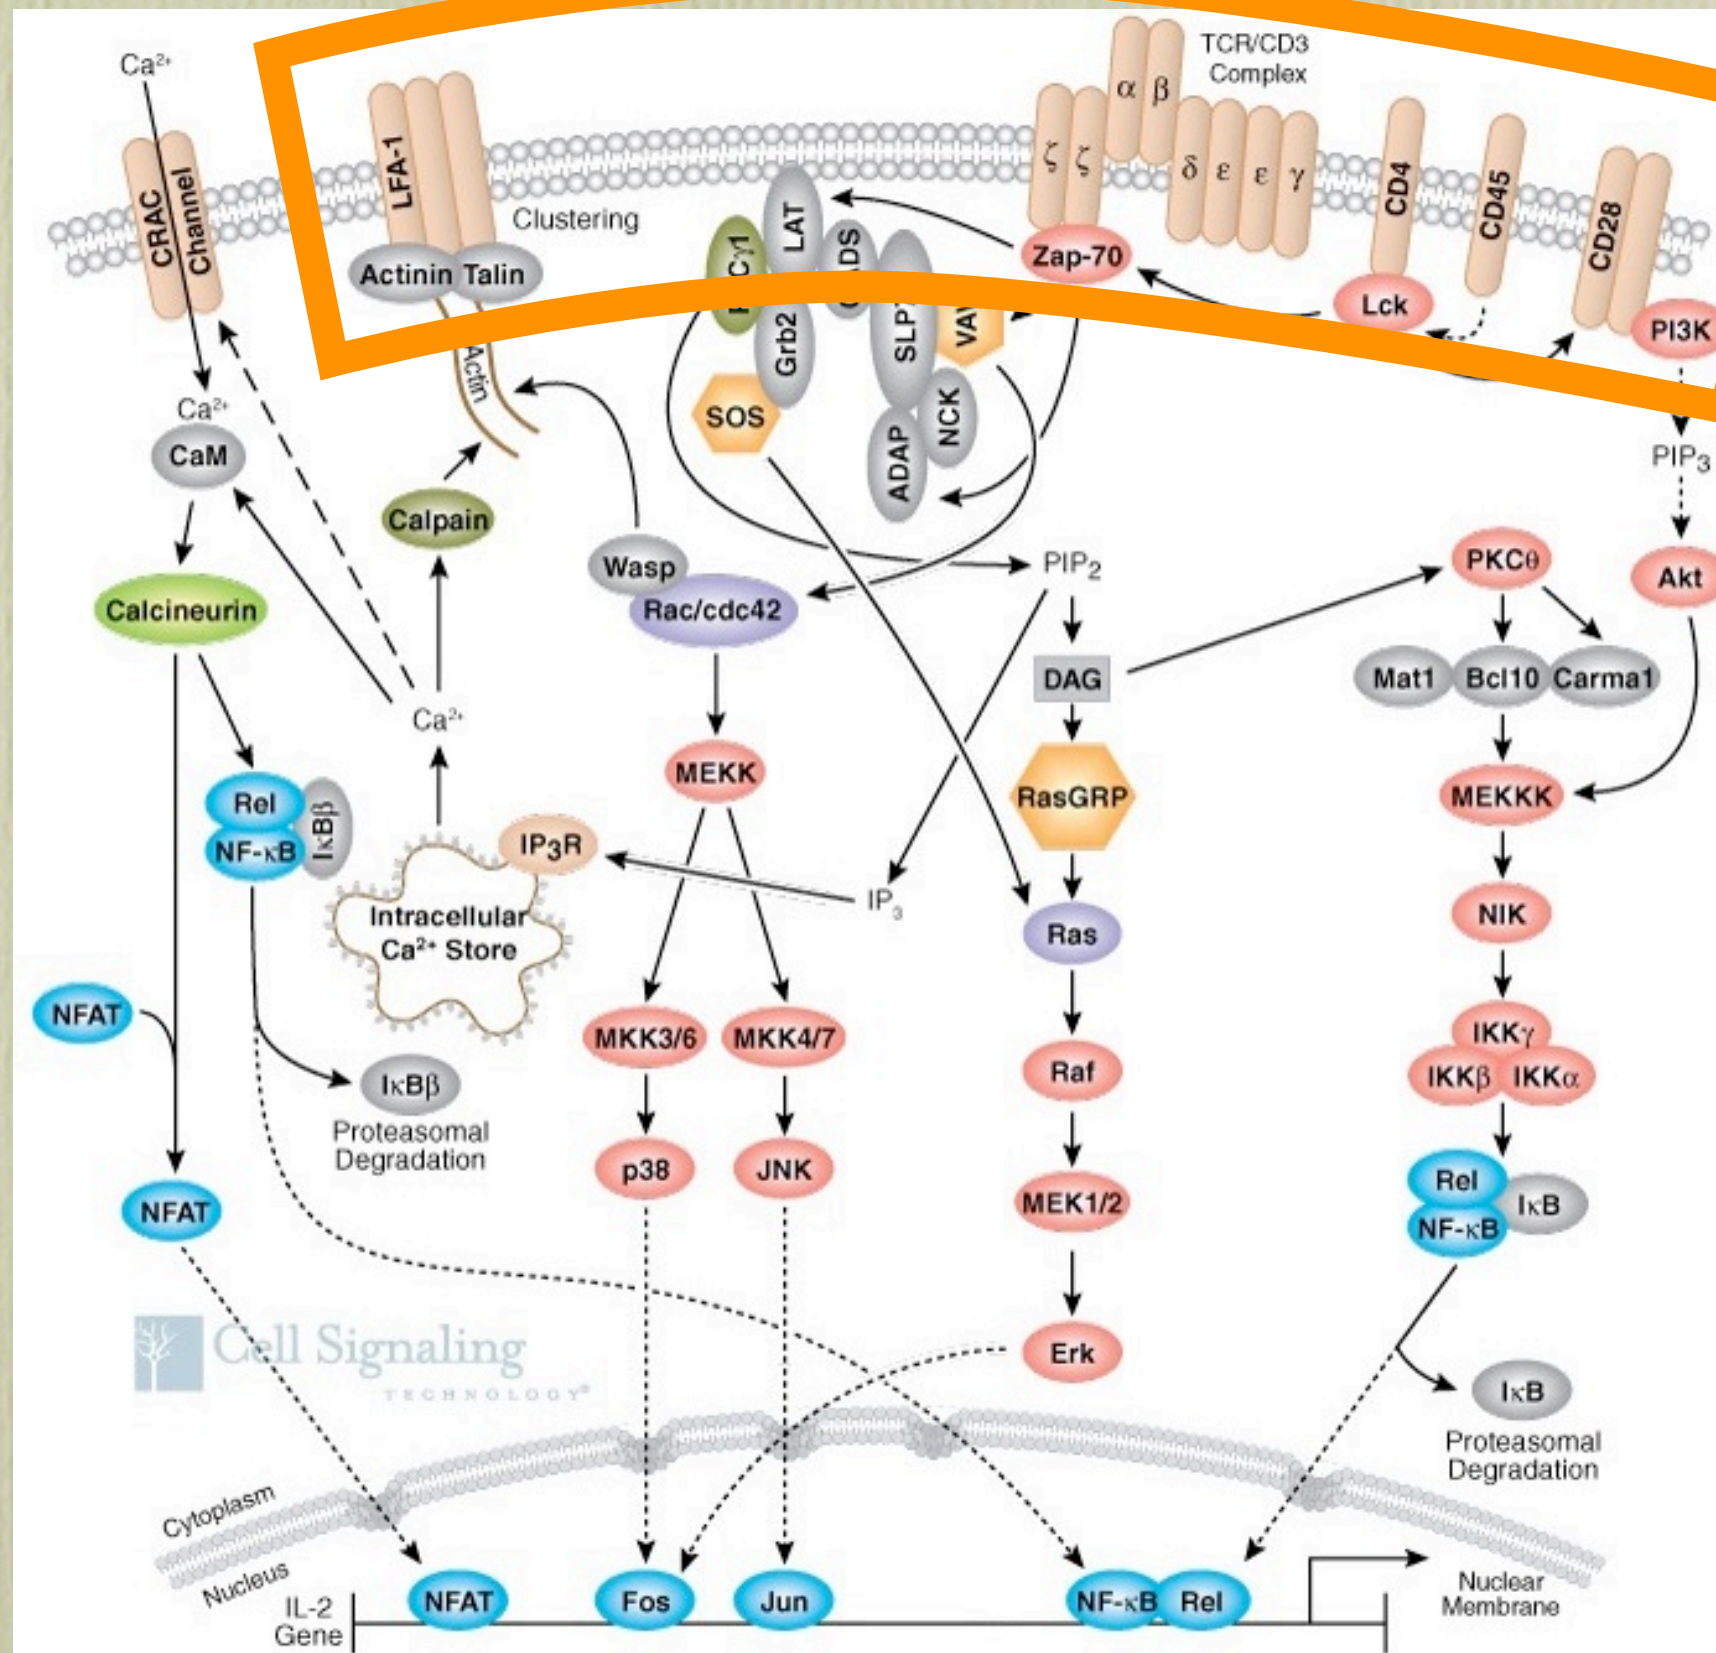 Ca²⁺
TCR/CD3
Complex
α β
LFA-1
ζ ζ
δ ε ε γ
CD4
CD45
CD28
CRAC
Channel
Clustering
LAT
Zap-70
Actinin Talin
Lck
PI3K
Grb2
Actin
SOS
NCK
ADAP
Ca²⁺
CaM
PIP₃
Calpain
Wasp
PIP₂
PKCθ
Akt
Calcineurin
Rac/cdc42
DAG
Mat1 Bcl10 Carma1
Ca²⁺
MEKK
RasGRP
MEKKK
Rel
NF-κB
IκBβ
IP₃R
IP₃
Intracellular
Ca²⁺ Store
Ras
NIK
NFAT
MKK3/6
MKK4/7
Raf
IKKγ
IKKβ IKKα
IκBβ
Proteasomal
Degradation
p38
JNK
MEK1/2
Rel
NF-κB
IκB
NFAT
Cell Signaling
TECHNOLOGY®
Erk
IκB
Proteasomal
Degradation
Cytoplasm
Nucleus
IL-2
Gene
NFAT
Fos
Jun
NF-κB Rel
Nuclear
Membrane